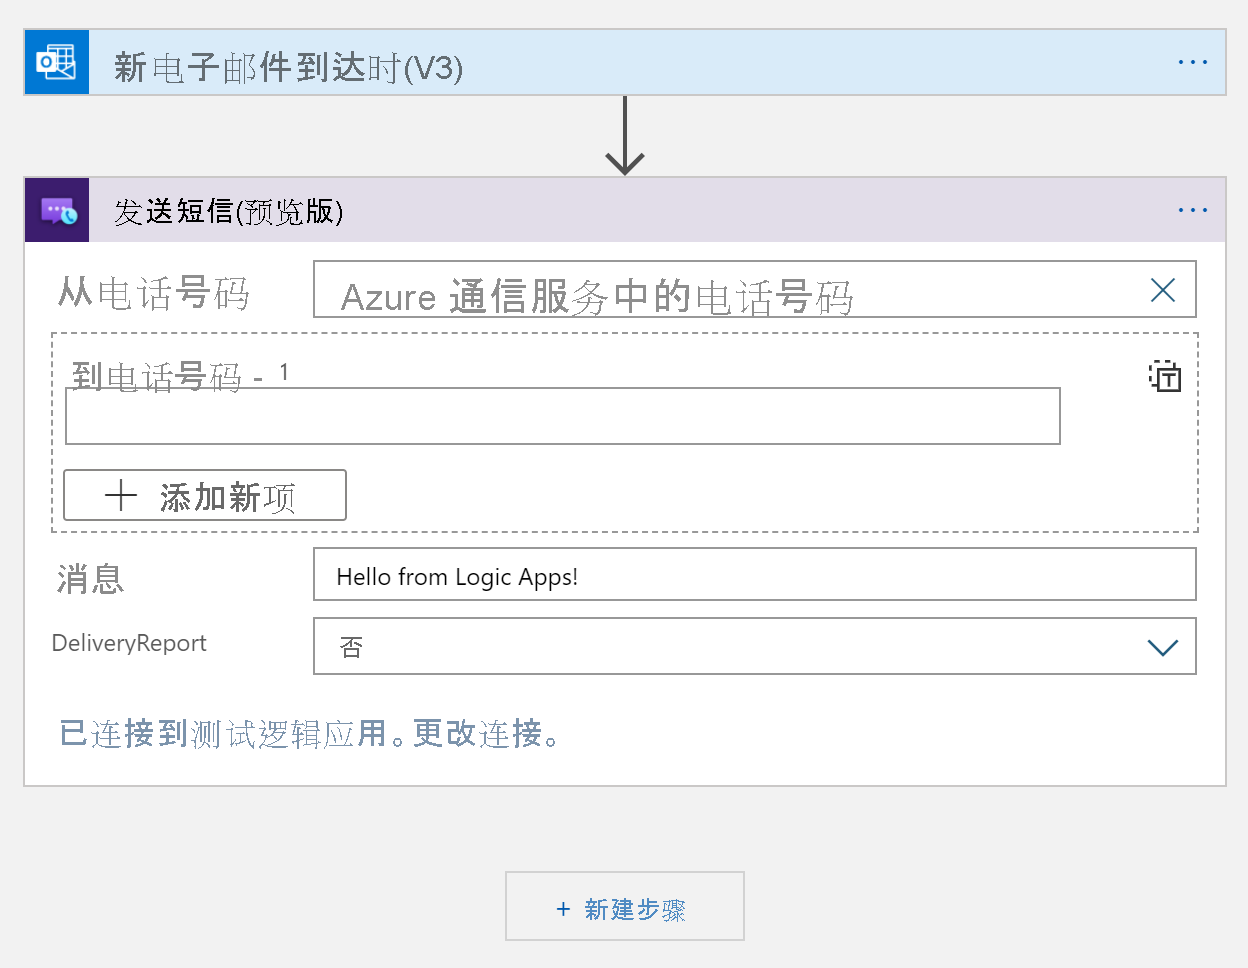 新电子邮件到达时(V3)
发送短信(预览版)
从电话号码
Azure 通信服务中的电话号码
到电话号码 - 1
添加新项
消息
Hello from Logic Apps!
DeliveryReport
否
已连接到测试逻辑应用。更改连接。
+ 新建步骤